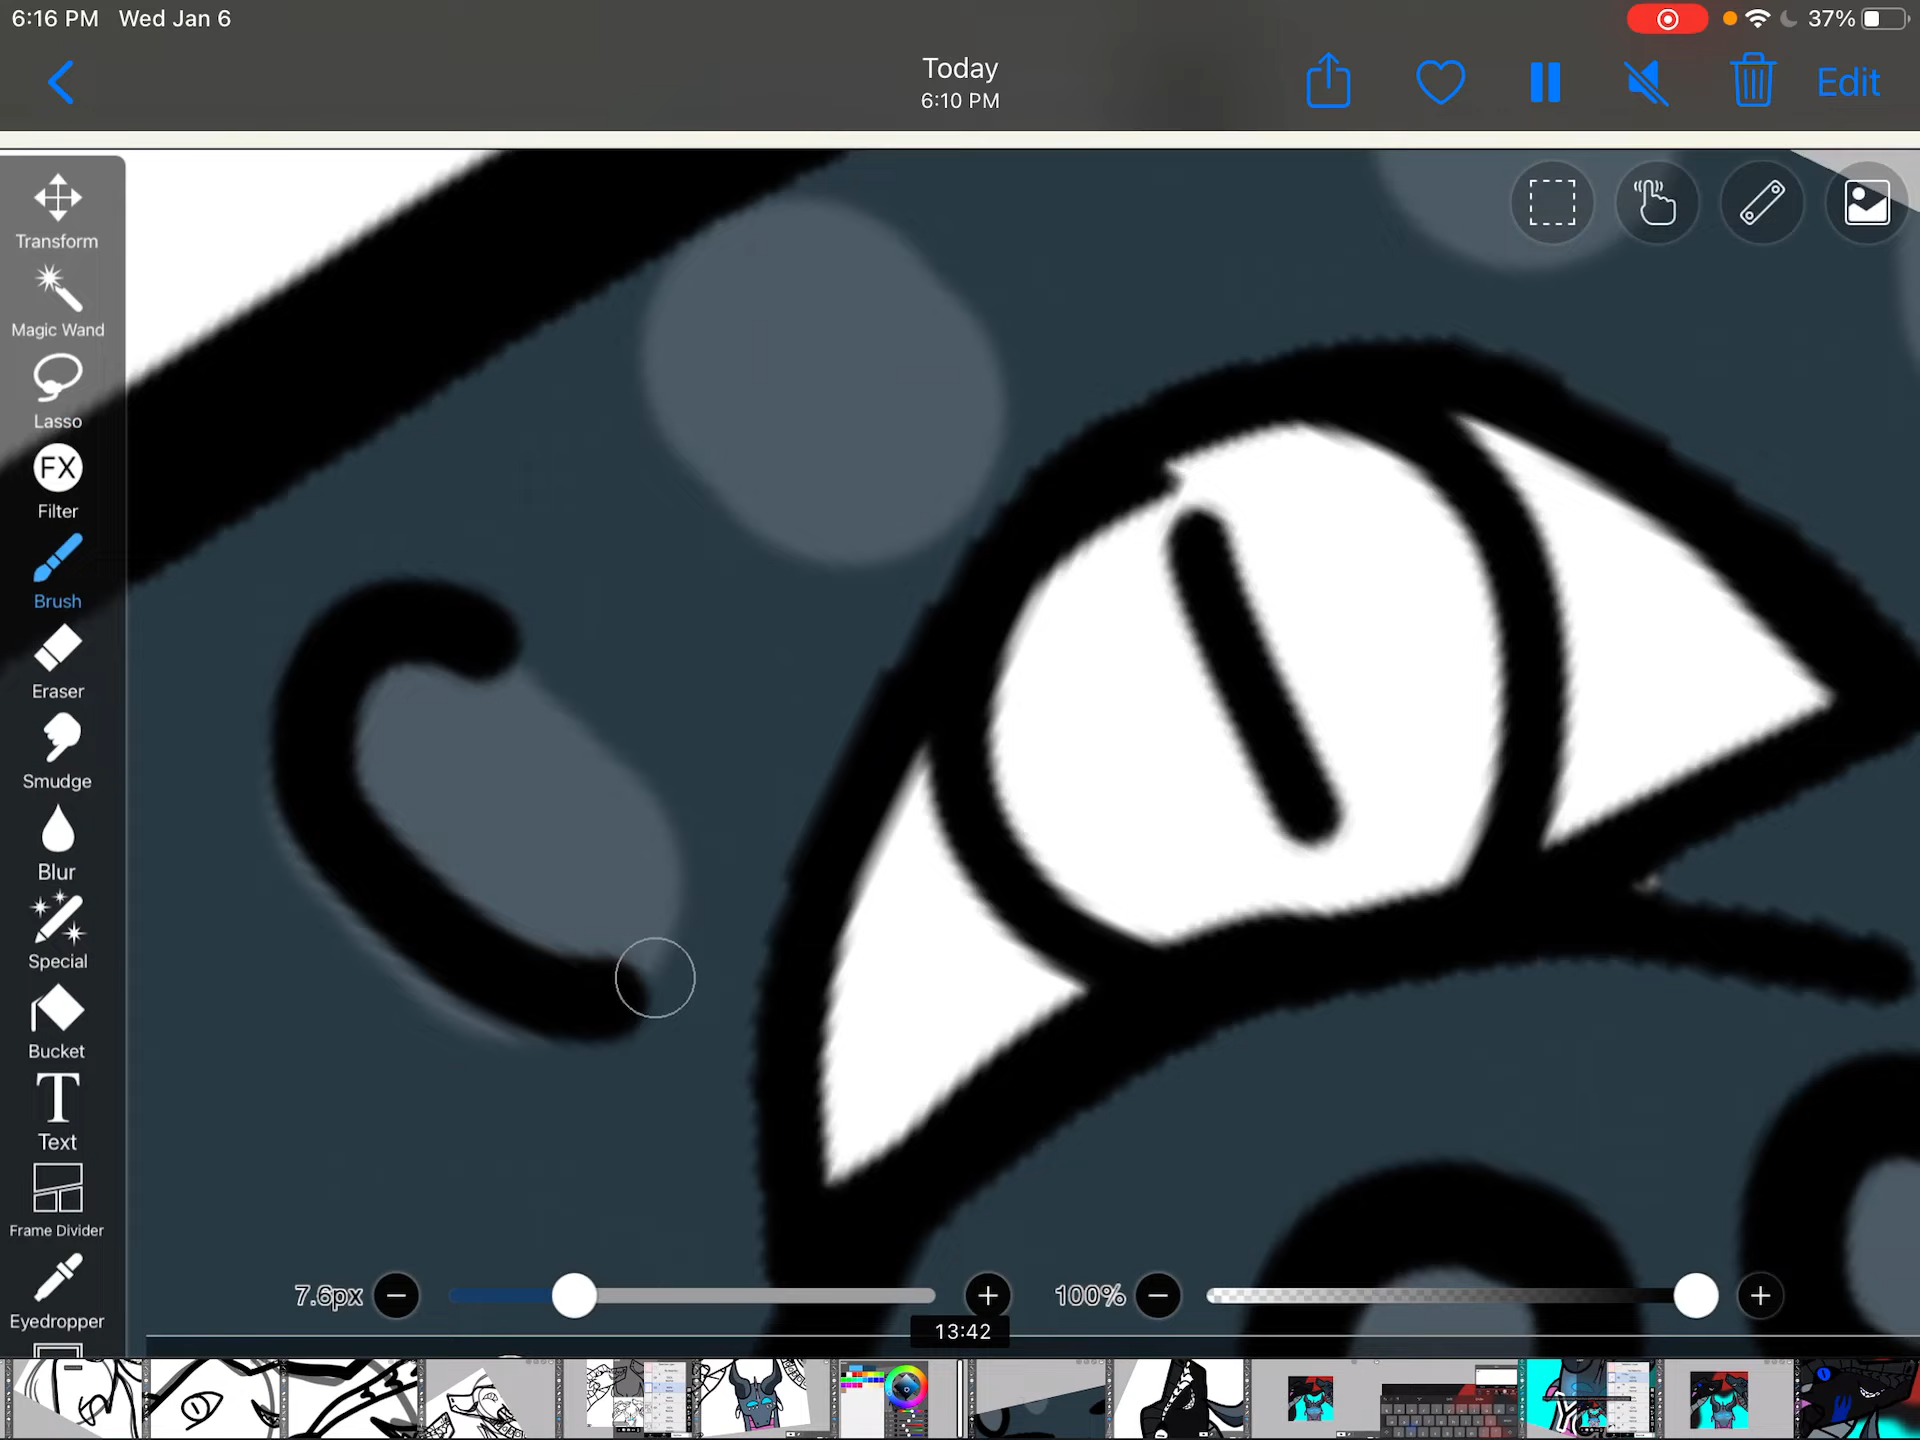 6:16 PM Wed Jan 6
37%
Today
6:10 PM
Edit
Transform
Magic Wand
Lasso
FX
Filter
Brush
Eraser
Smudge
Blur
Special
Bucket
T
Text
Frame Divider
Eyedropper
7.6px
100%
13:42